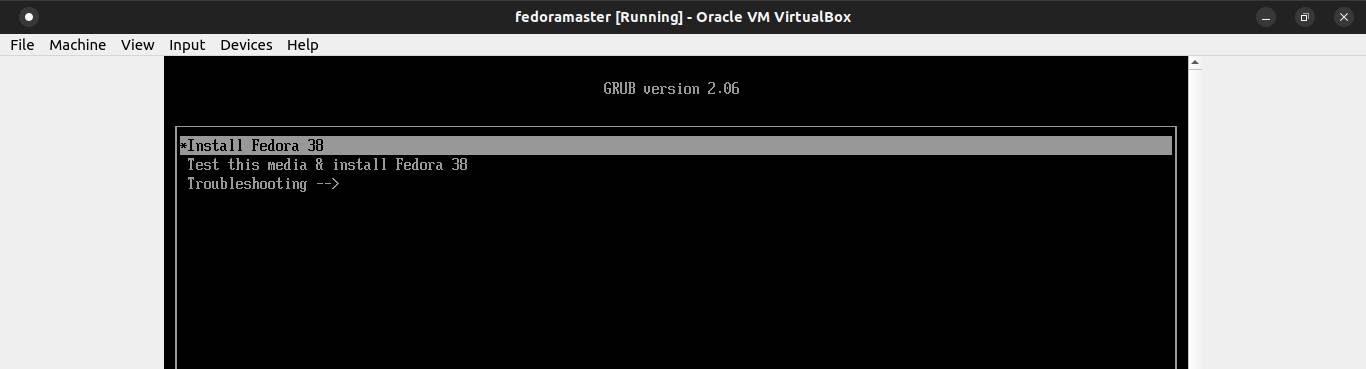 fedoramaster [Running] - Oracle VM VirtualBox
File Machine View Input Devices Help
GRUB version 2.06
*Install Fedora 38
Test this media & install Fedora 38
Troubleshooting -->